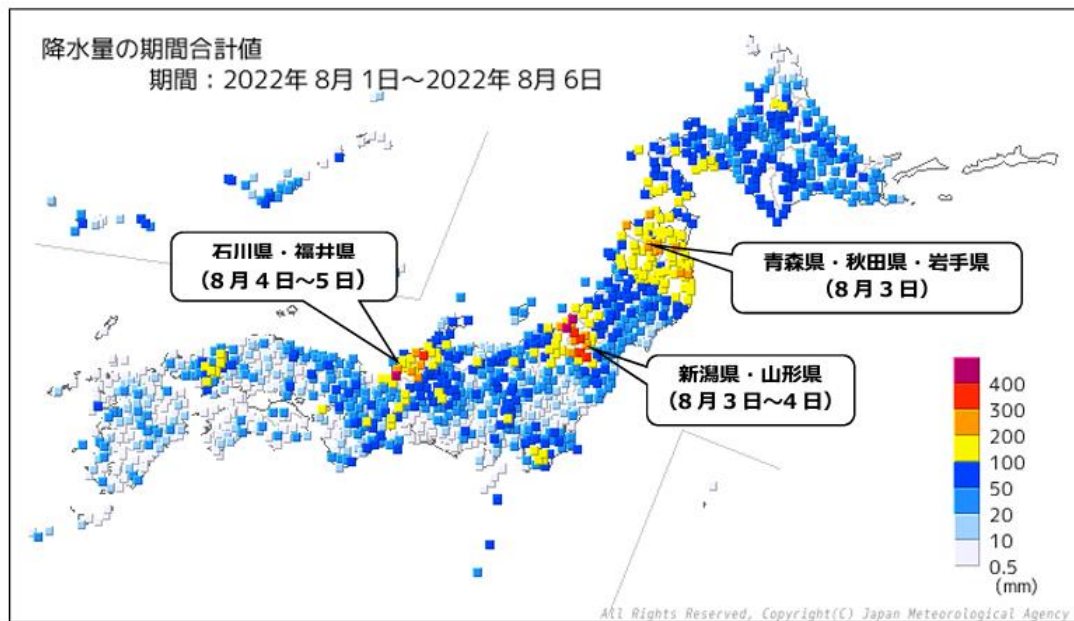 降水量の期間合計値
期間：2022年 8月 1日～2022年 8月 6日
石川県・福井県
（8月4日～5日）
青森県・秋田県・岩手県
（8月3日）
新潟県・山形県
（8月3日～4日）
400
300
200
100
50
20
10
0.5
(mm)
All Rights Reserved, Copyright(C) Japan Meteorological Agency